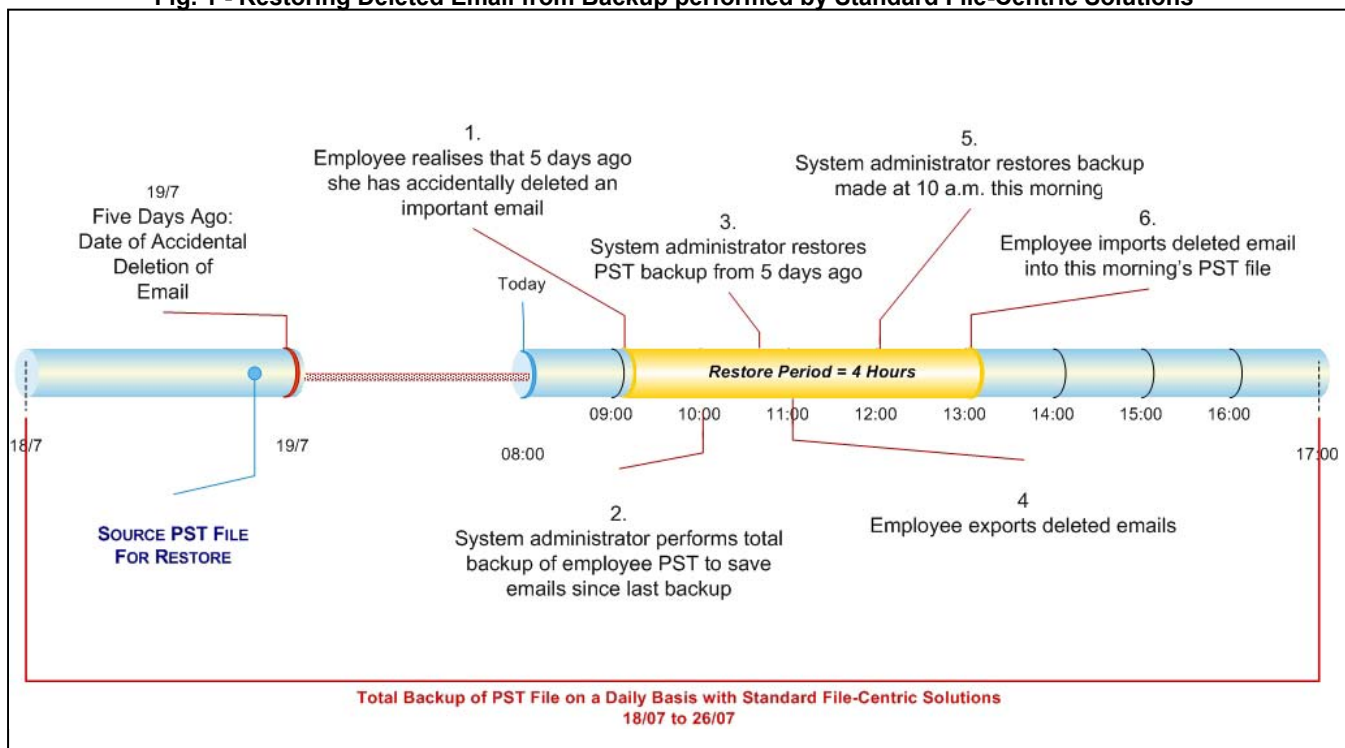 Fig. 1 - Restoring Deleted Email from Backup performed by Standard File-Centric Solutions
19/7
Five Days Ago:
Date of Accidental
Deletion of
Email
1.
Employee realises that 5 days ago
she has accidentally deleted an
important email
3.
System administrator restores
PST backup from 5 days ago
5.
System administrator restores backup
made at 10 a.m. this morning
6.
Employee imports deleted email
into this morning's PST file
Today
Restore Period = 4 Hours
18/7
19/7
08:00
09:00
10:00
11:00
12:00
13:00
14:00
15:00
16:00
17:00
SOURCE PST FILE
FOR RESTORE
2.
System administrator performs total
backup of employee PST to save
emails since last backup
4
Employee exports deleted emails
Total Backup of PST File on a Daily Basis with Standard File-Centric Solutions
18/07 to 26/07